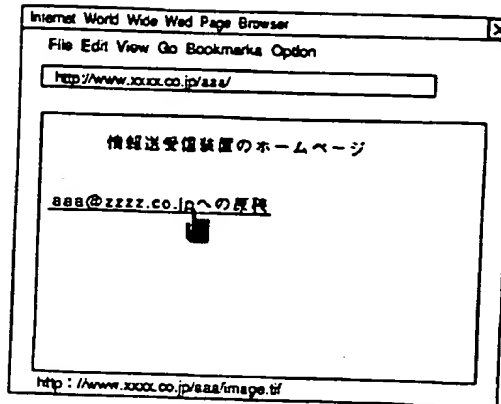 Internet World Wide Wed Page Browser
File Edit View Go Bookmarks Option
http://www.xxxx.co.jp/aaa/
情報送受信装置のホームページ
aaa@zzzz.co.jpへの原稿
http://www.xxxx.co.jp/aaa/image.tif